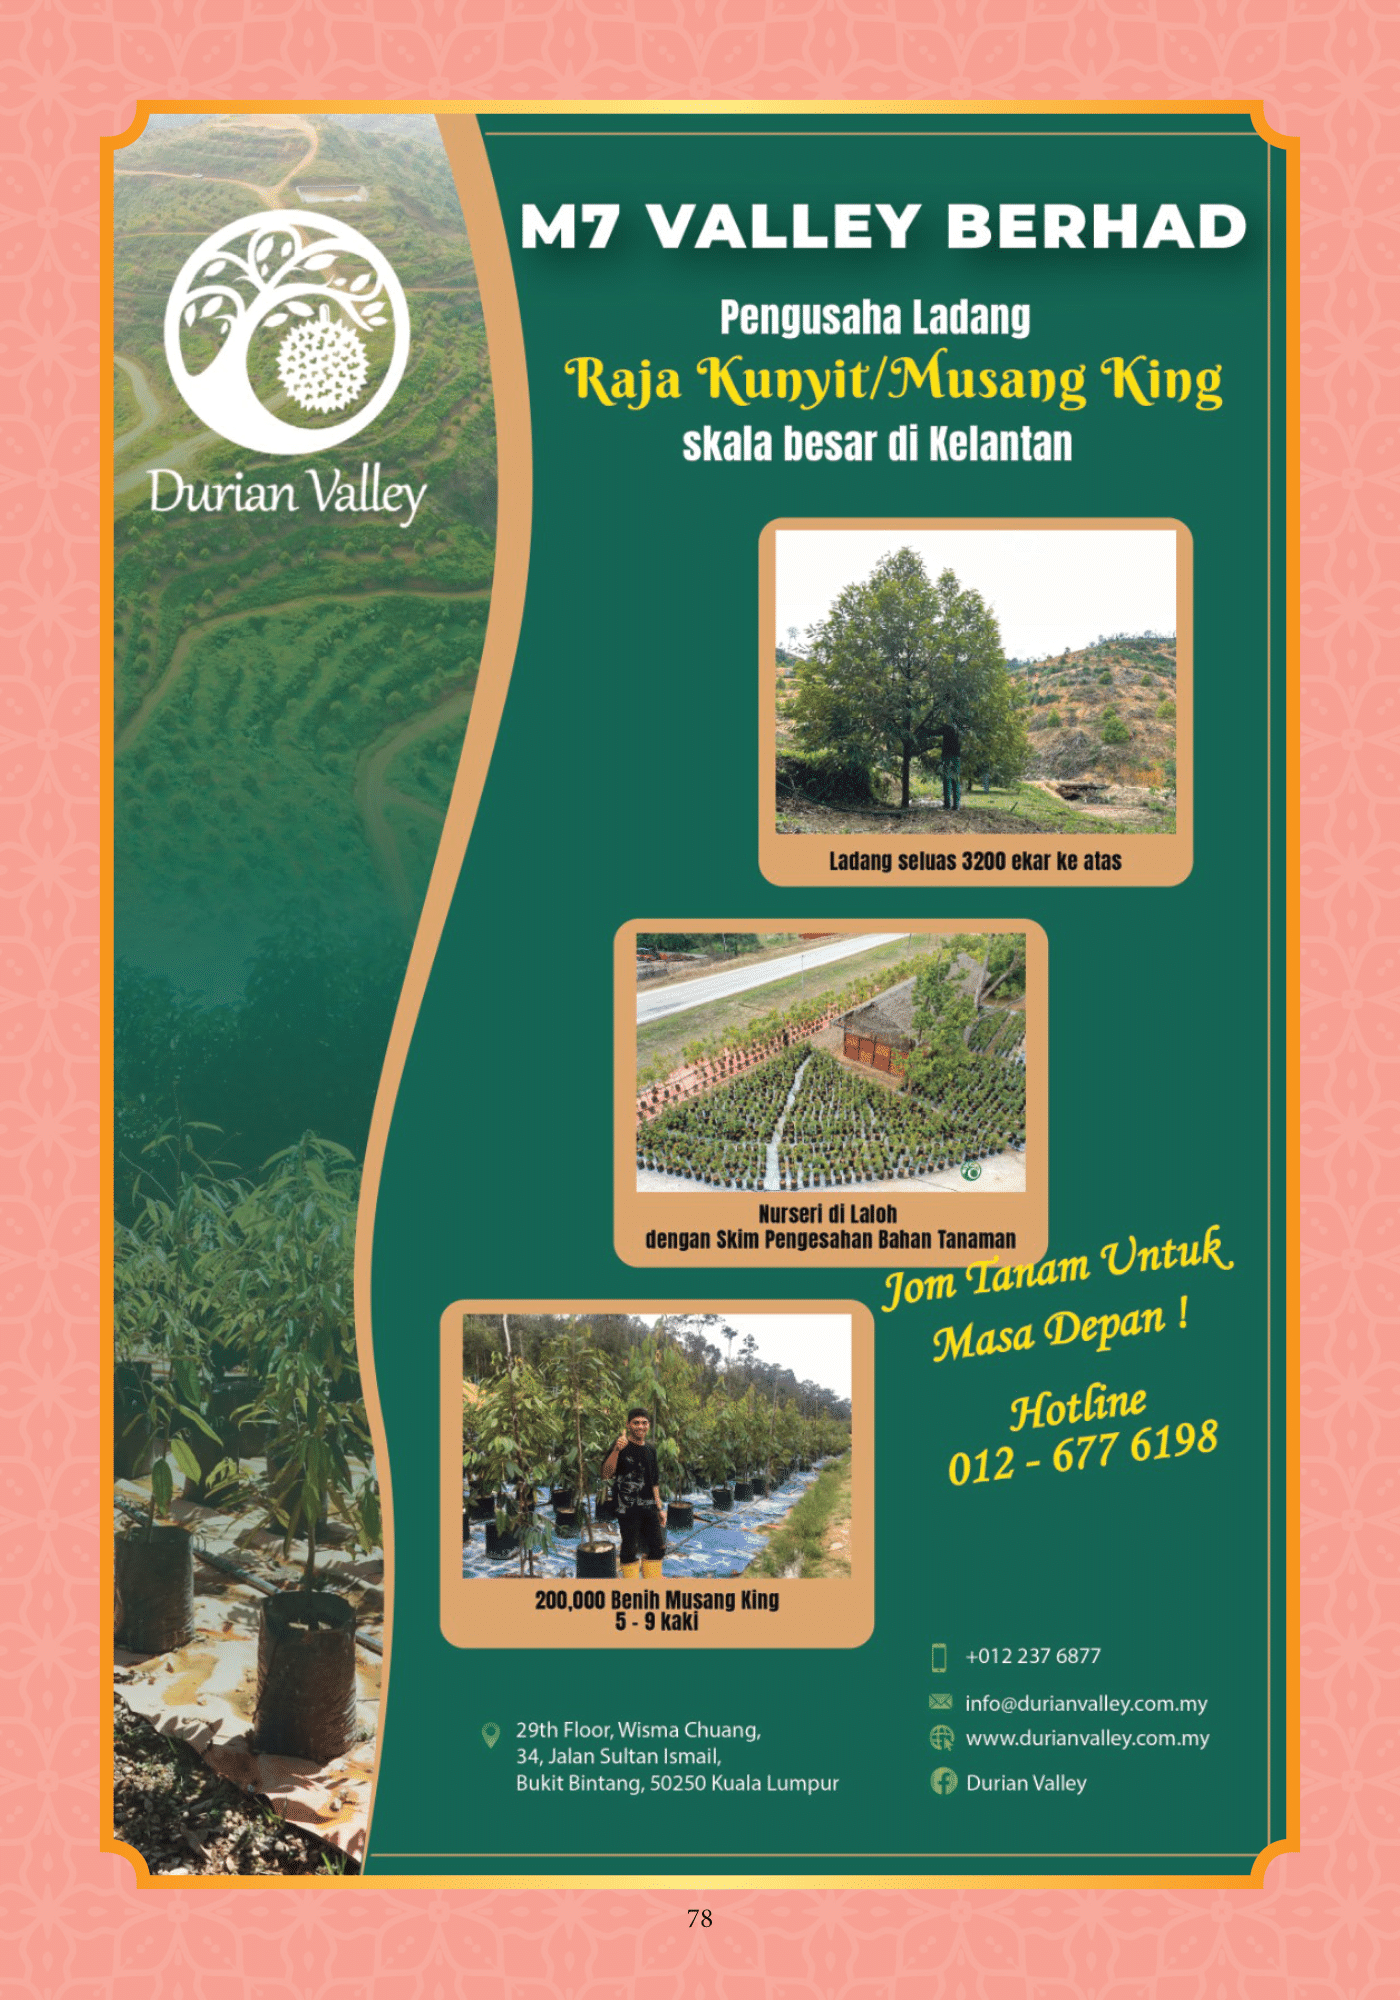 M7 VALLEY BERHAD
Pengusaha Ladang
Raja Kunyit/Musang King
skala besar di Kelantan
Durian Valley
Ladang seluas 3200 ekar ke atas
Nurseri di Laloh
dengan Skim Pengesahan Bahan Tanaman
Jom Tanam Untuk
Masa Depan !
Hotline
012 - 677 6198
200,000 Benih Musang King
5 - 9 kaki
+012 237 6877
info@durianvalley.com.my
www.durianvalley.com.my
Durian Valley
29th Floor, Wisma Chuang,
34, Jalan Sultan Ismail,
Bukit Bintang, 50250 Kuala Lumpur
78